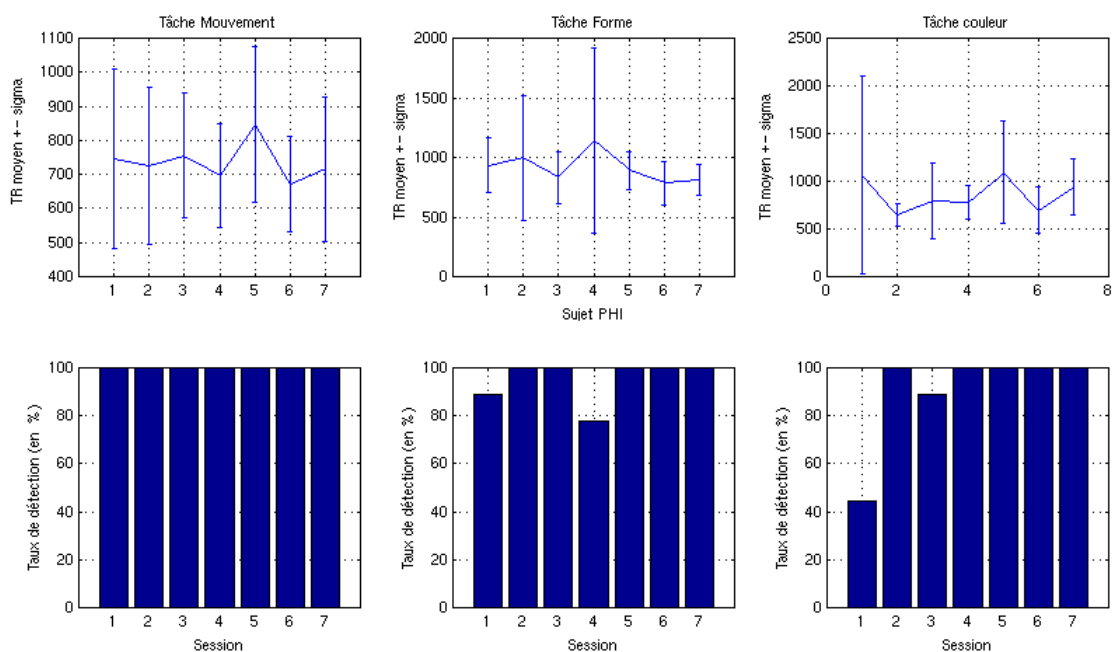 Tâche Mouvement
TR moyen +- sigma
1100
1000
900
800
700
600
500
400
1 2 3 4 5 6 7
Tâche Forme
TR moyen +- sigma
2000
1500
1000
500
0
1 2 3 4 5 6 7
Sujet PHI
Tâche couleur
TR moyen +- sigma
2500
2000
1500
1000
500
0
0 2 4 6 8
Taux de détection (en %)
100
80
60
40
20
0
1 2 3 4 5 6 7
Session
Taux de détection (en %)
100
80
60
40
20
0
1 2 3 4 5 6 7
Session
Taux de détection (en %)
100
80
60
40
20
0
1 2 3 4 5 6 7
Session